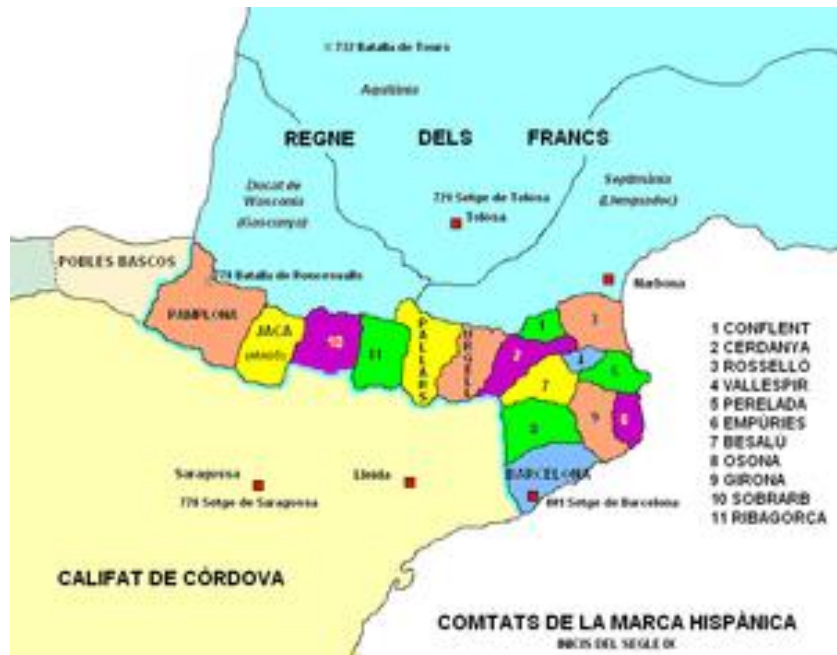 732 Batalla de Tours
Aquitània
REGNE DELS FRANCS
Ducat de
Wasconia
(Gascunya)
Septimània
(Llenguadoc)
721 Setge de Tolosa
Tolosa
POBLES BASCOS
778 Batalla de Roncesvalls
Narbona
PAMPLONA
JACA
(ARAGÓ)
10
11
PALLARS
URGELL
1
2
3
4
5
6
7
8
9
BARCELONA
801 Setge de Barcelona
Saragossa
778 Setge de Saragossa
Lleida
1 CONFLENT
2 CERDANYA
3 ROSSELLÓ
4 VALLESPIR
5 PERELADA
6 EMPÚRIES
7 BESALÚ
8 OSONA
9 GIRONA
10 SOBRARB
11 RIBAGORÇA
CALIFAT DE CÒRDOVA
COMTATS DE LA MARCA HISPÀNICA
INICIS DEL SEGLE IX